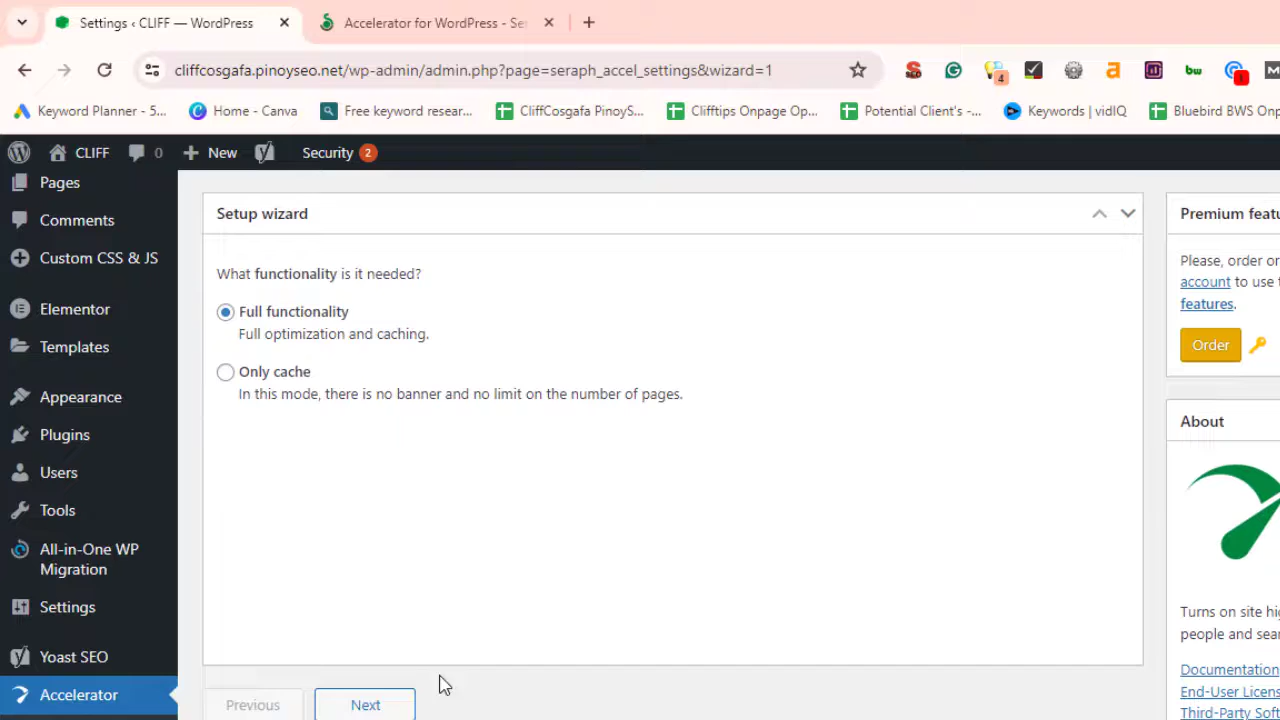 Settings ‹ CLIFF — WordPress
Accelerator for WordPress - Se
cliffcosgafa.pinoyseo.net/wp-admin/admin.php?page=seraph_accel_settings&wizard=1
4
1
Keyword Planner - 5...
Home - Canva
Free keyword resear...
CliffCosgafa PinoyS...
Clifftips Onpage Op...
Potential Client's -...
Keywords | vidIQ
Bluebird BWS Onp
CLIFF
0
New
Security 2
Pages
Comments
Custom CSS & JS
Elementor
Templates
Appearance
Plugins
Users
Tools
All-in-One WP
Migration
Settings
Yoast SEO
Accelerator
Setup wizard
What functionality is it needed?
Full functionality
Full optimization and caching.
Only cache
In this mode, there is no banner and no limit on the number of pages.
Previous
Next
Premium featu
Please, order or
account to use t
features.
Order
About
Turns on site hi
people and sear
Documentation
End-User Licens
Third-Party Soft